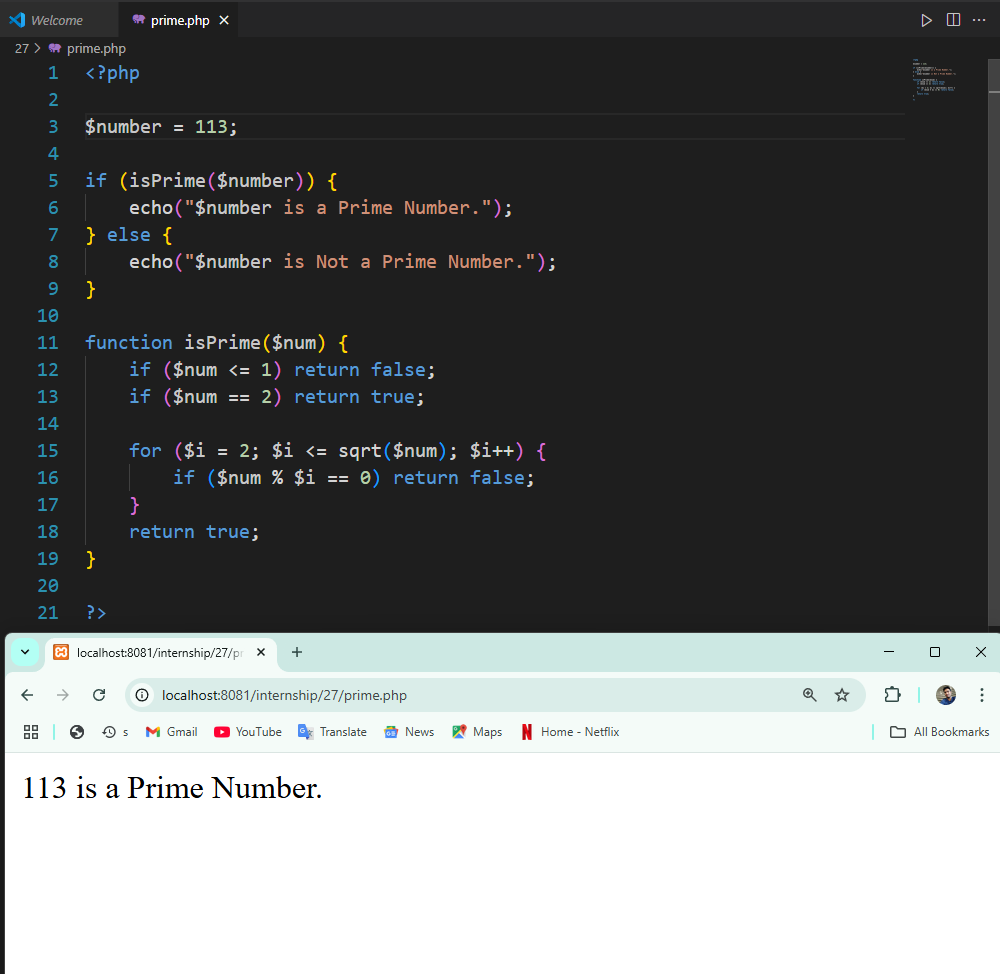 Welcome prime.php
27 > prime.php
1 <?php
2
3 $number = 113;
4
5 if (isPrime($number)) {
6     echo("$number is a Prime Number.");
7 } else {
8     echo("$number is Not a Prime Number.");
9 }
10
11 function isPrime($num) {
12     if ($num <= 1) return false;
13     if ($num == 2) return true;
14
15     for ($i = 2; $i <= sqrt($num); $i++) {
16         if ($num % $i == 0) return false;
17     }
18     return true;
19 }
20
21 ?>
localhost:8081/internship/27/pr
localhost:8081/internship/27/prime.php
s Gmail YouTube Translate News Maps Home - Netflix All Bookmarks
113 is a Prime Number.